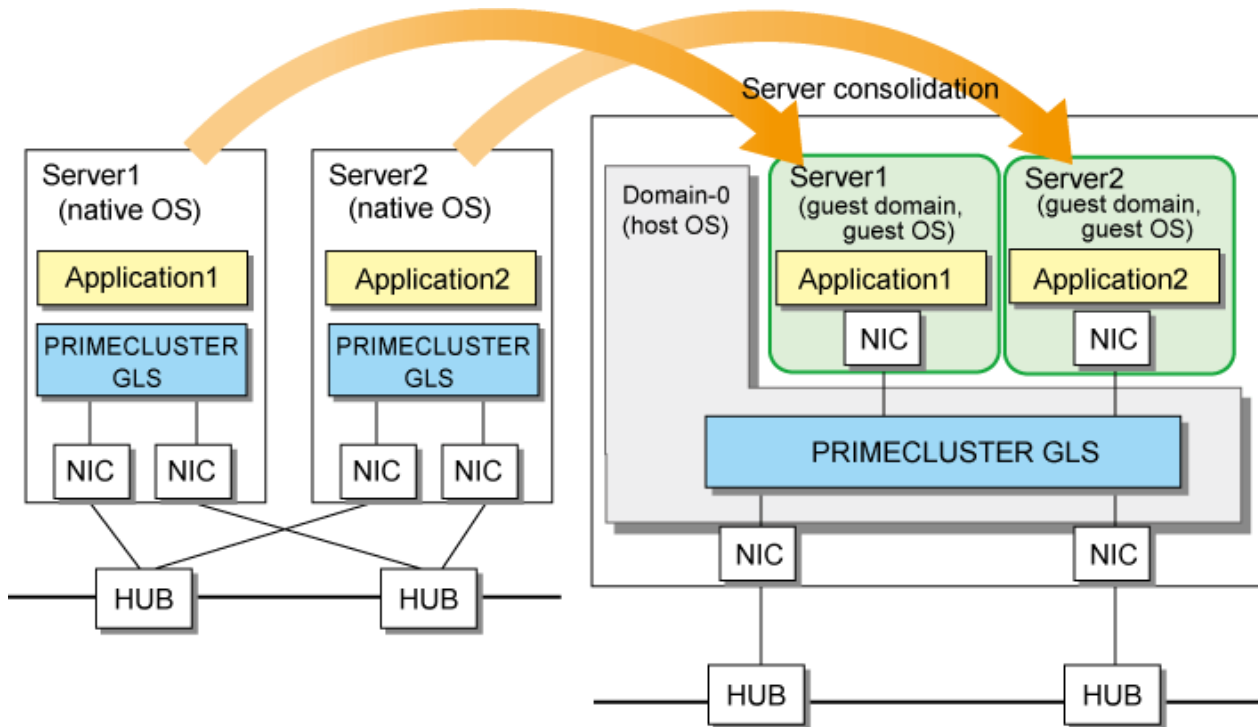 Server consolidation
Server1
(native OS)
Application1
PRIMECLUSTER
GLS
NIC
NIC
Server2
(native OS)
Application2
PRIMECLUSTER
GLS
NIC
NIC
HUB
HUB
Domain-0
(host OS)
Server1
(guest domain,
guest OS)
Application1
NIC
Server2
(guest domain,
guest OS)
Application2
NIC
PRIMECLUSTER GLS
NIC
NIC
HUB
HUB